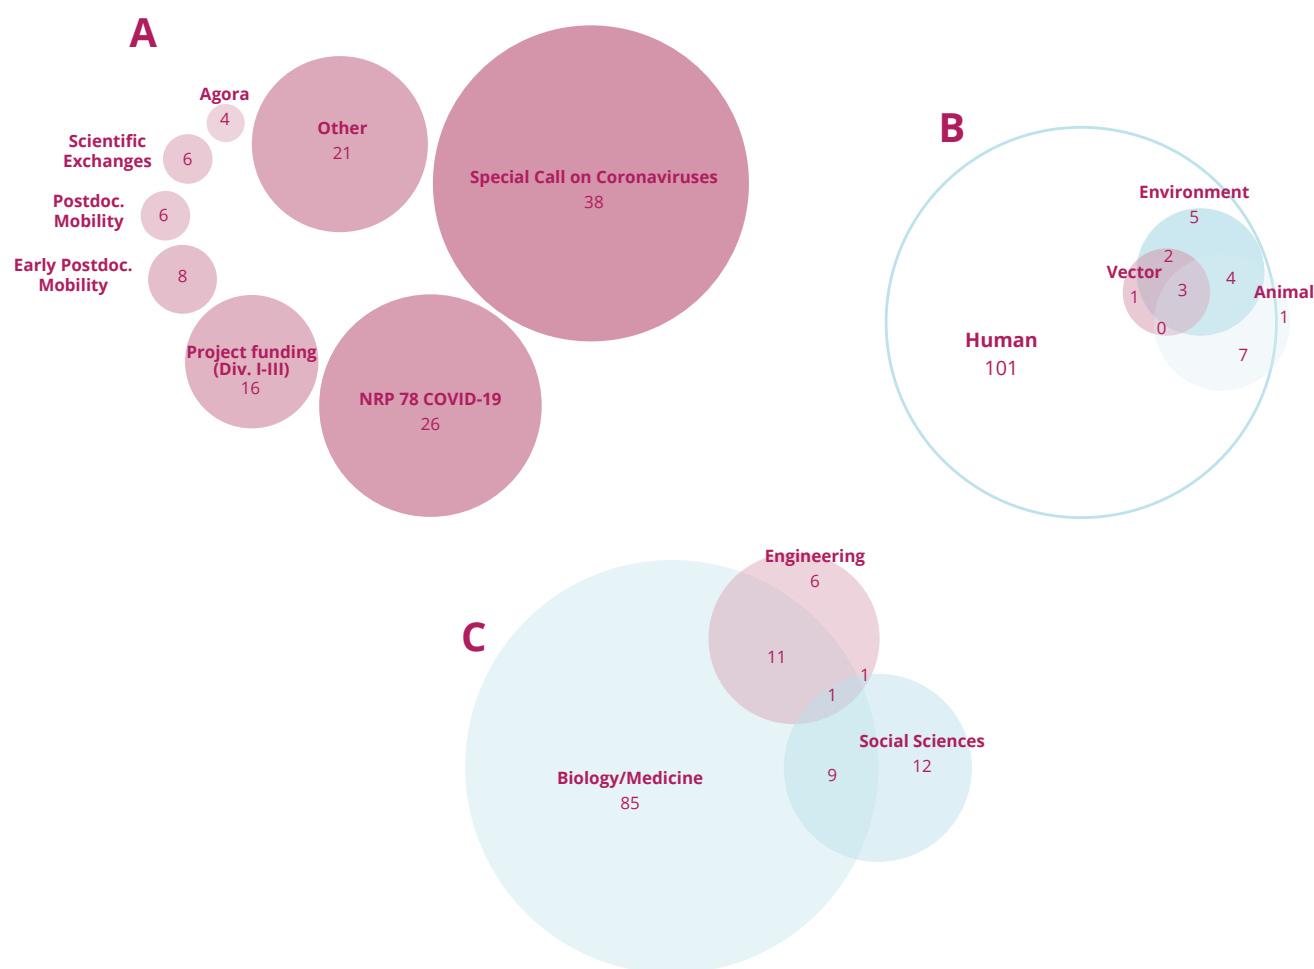 A
Agora
4
Scientific
Exchanges
6
Postdoc.
Mobility
6
Early Postdoc.
Mobility
8
Project funding
(Div. I-III)
16
Other
21
Special Call on Coronaviruses
38
NRP 78 COVID-19
26
B
Environment
5
2
Vector
1
3
4
Animal
1
0
7
Human
101
C
Engineering
6
11
1
1
Social Sciences
12
9
Biology/Medicine
85